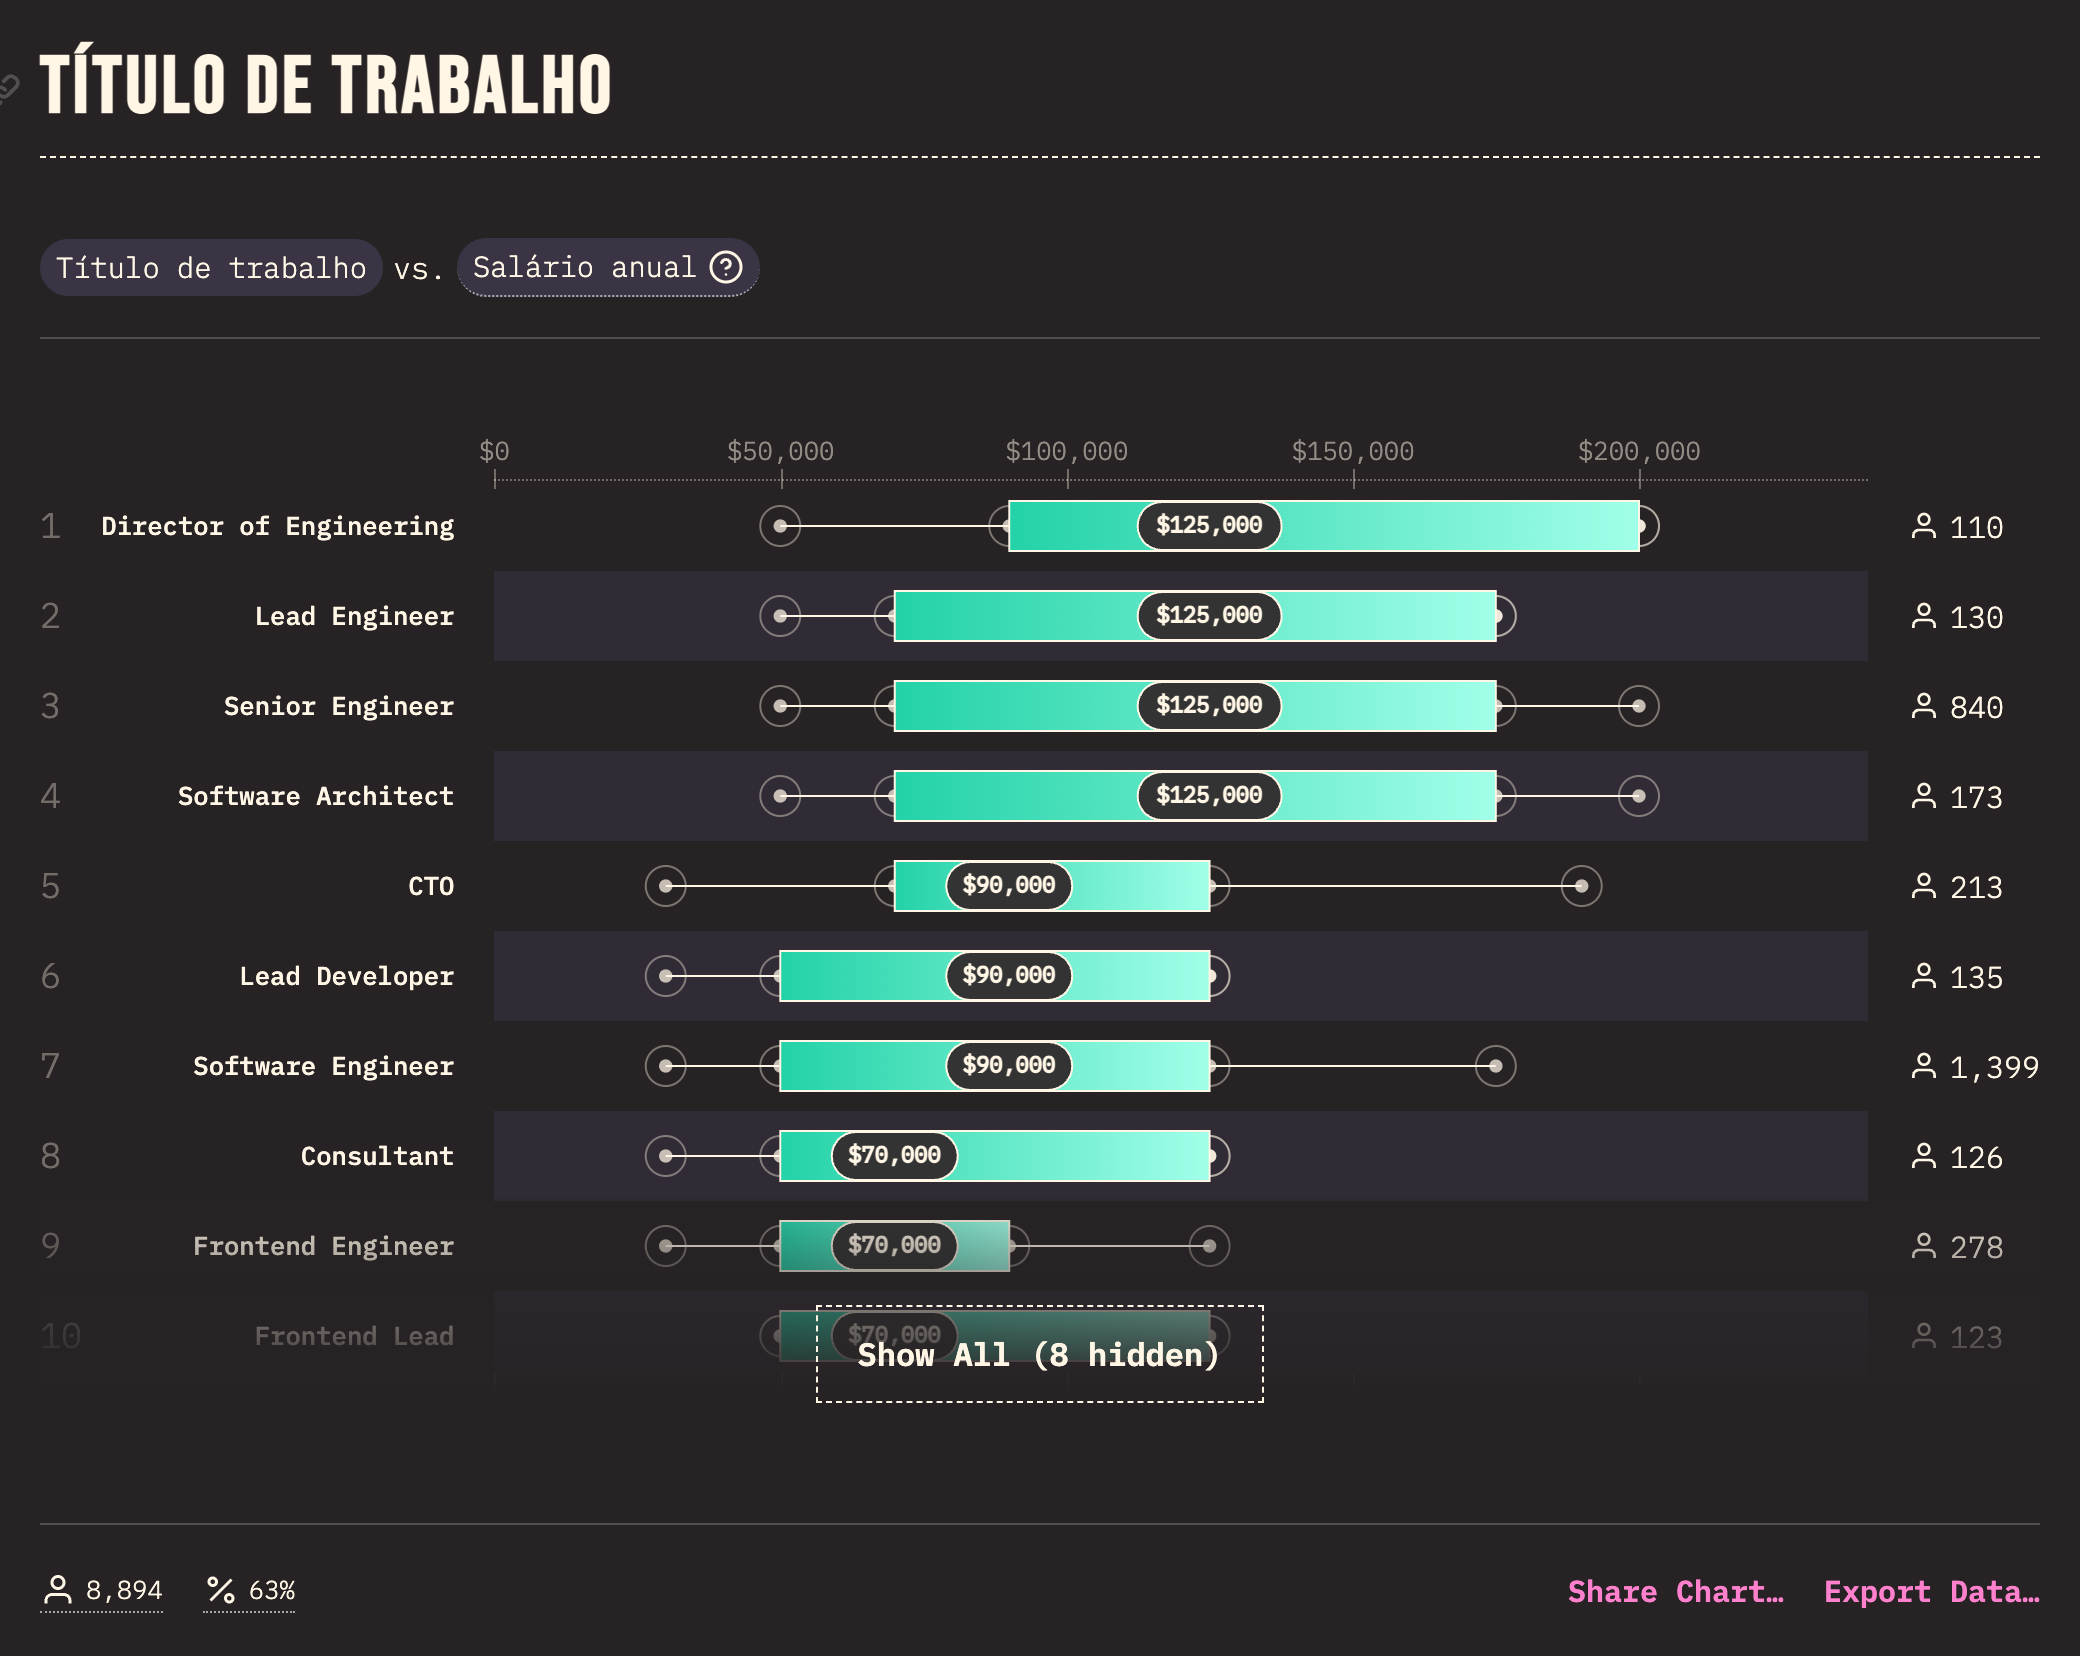 TÍTULO DE TRABALHO
Título de trabalho vs. Salário anual ?
$0 $50,000 $100,000 $150,000 $200,000
1 Director of Engineering $125,000 110
2 Lead Engineer $125,000 130
3 Senior Engineer $125,000 840
4 Software Architect $125,000 173
5 CTO $90,000 213
6 Lead Developer $90,000 135
7 Software Engineer $90,000 1,399
8 Consultant $70,000 126
9 Frontend Engineer $70,000 278
10 Frontend Lead $70,000 123
Show All (8 hidden)
8,894 % 63% Share Chart… Export Data…